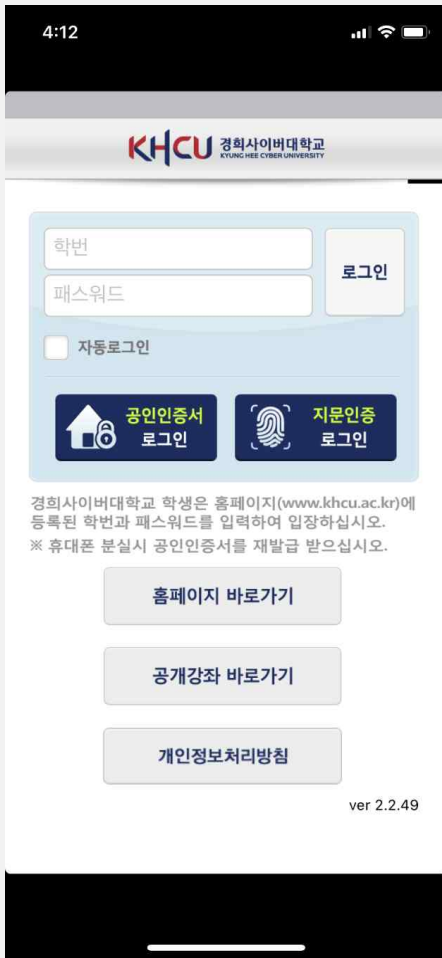 4:12
KHCU 경희사이버대학교
KYUNG HEE CYBER UNIVERSITY
학번
패스워드
로그인
자동로그인
공인인증서
로그인
지문인증
로그인
경희사이버대학교 학생은 홈페이지(www.khcu.ac.kr)에
등록된 학번과 패스워드를 입력하여 입장하십시오.
※ 휴대폰 분실시 공인인증서를 재발급 받으십시오.
홈페이지 바로가기
공개강좌 바로가기
개인정보처리방침
ver 2.2.49